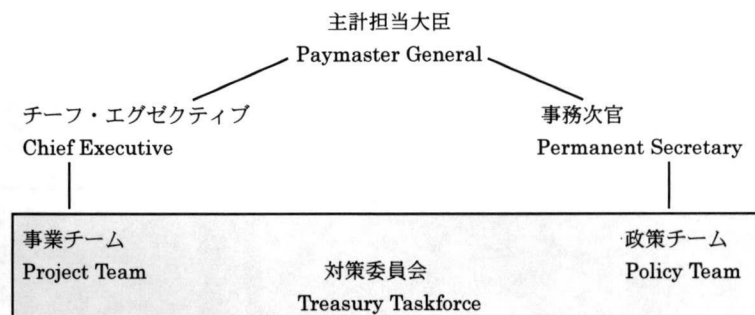 主計担当大臣
Paymaster General
チーフ・エグゼクティブ
Chief Executive
事務次官
Permanent Secretary
事業チーム
Project Team
対策委員会
Treasury Taskforce
政策チーム
Policy Team